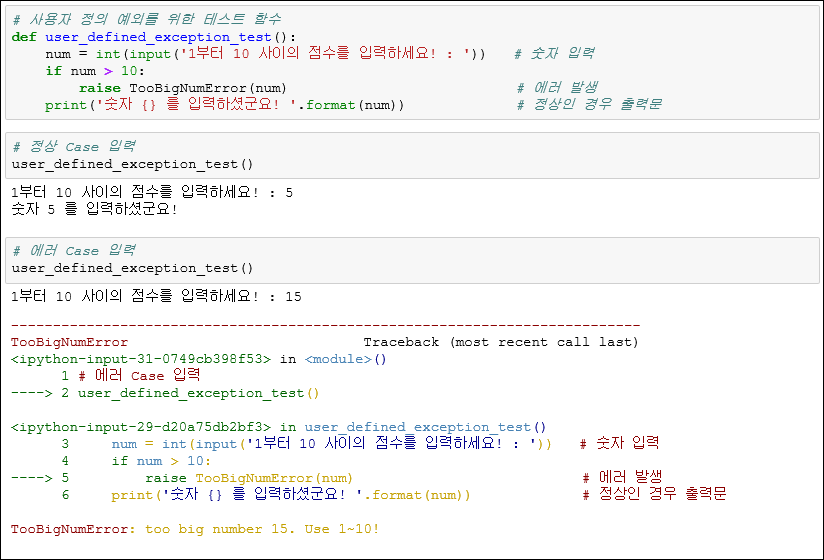 # 사용자 정의 예외를 위한 테스트 함수
def user_defined_exception_test():
    num = int(input('1부터 10 사이의 점수를 입력하세요! : '))   # 숫자 입력
    if num > 10:
        raise TooBigNumError(num)                           # 에러 발생
    print('숫자 {} 를 입력하셨군요! '.format(num))             # 정상인 경우 출력문
# 정상 Case 입력
user_defined_exception_test()
1부터 10 사이의 점수를 입력하세요! : 5
숫자 5 를 입력하셨군요!
# 에러 Case 입력
user_defined_exception_test()
1부터 10 사이의 점수를 입력하세요! : 15
---------------------------------------------------------------------------
TooBigNumError                            Traceback (most recent call last)
<ipython-input-31-0749cb398f53> in <module>()
      1 # 에러 Case 입력
----> 2 user_defined_exception_test()
<ipython-input-29-d20a75db2bf3> in user_defined_exception_test()
      3     num = int(input('1부터 10 사이의 점수를 입력하세요! : '))   # 숫자 입력
      4     if num > 10:
----> 5         raise TooBigNumError(num)                           # 에러 발생
      6     print('숫자 {} 를 입력하셨군요! '.format(num))             # 정상인 경우 출력문
TooBigNumError: too big number 15. Use 1~10!